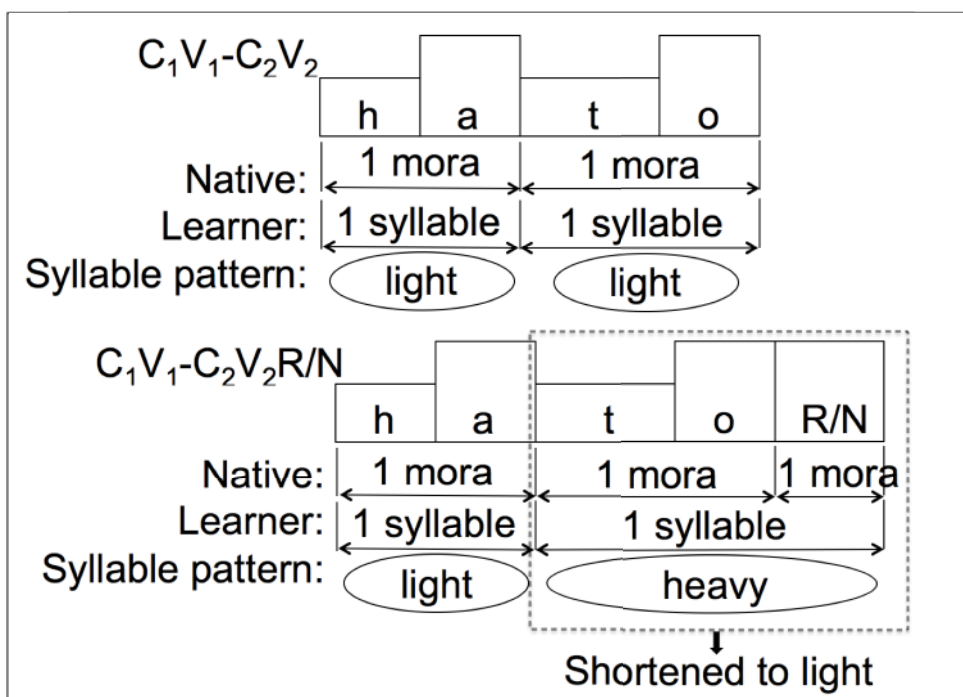 C₁V₁-C₂V₂
h a t o
Native: 1 mora 1 mora
Learner: 1 syllable 1 syllable
Syllable pattern: light light
C₁V₁-C₂V₂R/N
h a t o R/N
Native: 1 mora 1 mora 1 mora
Learner: 1 syllable 1 syllable
Syllable pattern: light heavy
Shortened to light